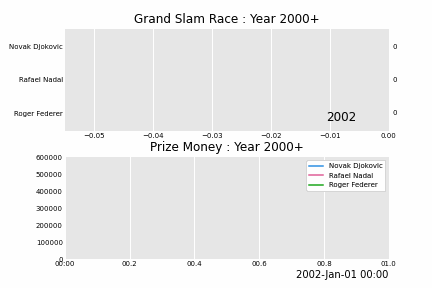 Grand Slam Race : Year 2000+
Novak Djokovic 0
Rafael Nadal 0
Roger Federer 0
2002
−0.05 −0.04 −0.03 −0.02 −0.01 0.00
Prize Money : Year 2000+
600000
500000
400000
300000
200000
100000
0
Novak Djokovic
Rafael Nadal
Roger Federer
00:00 00.2 00.4 00.6 00.8 01.0
2002-Jan-01 00:00